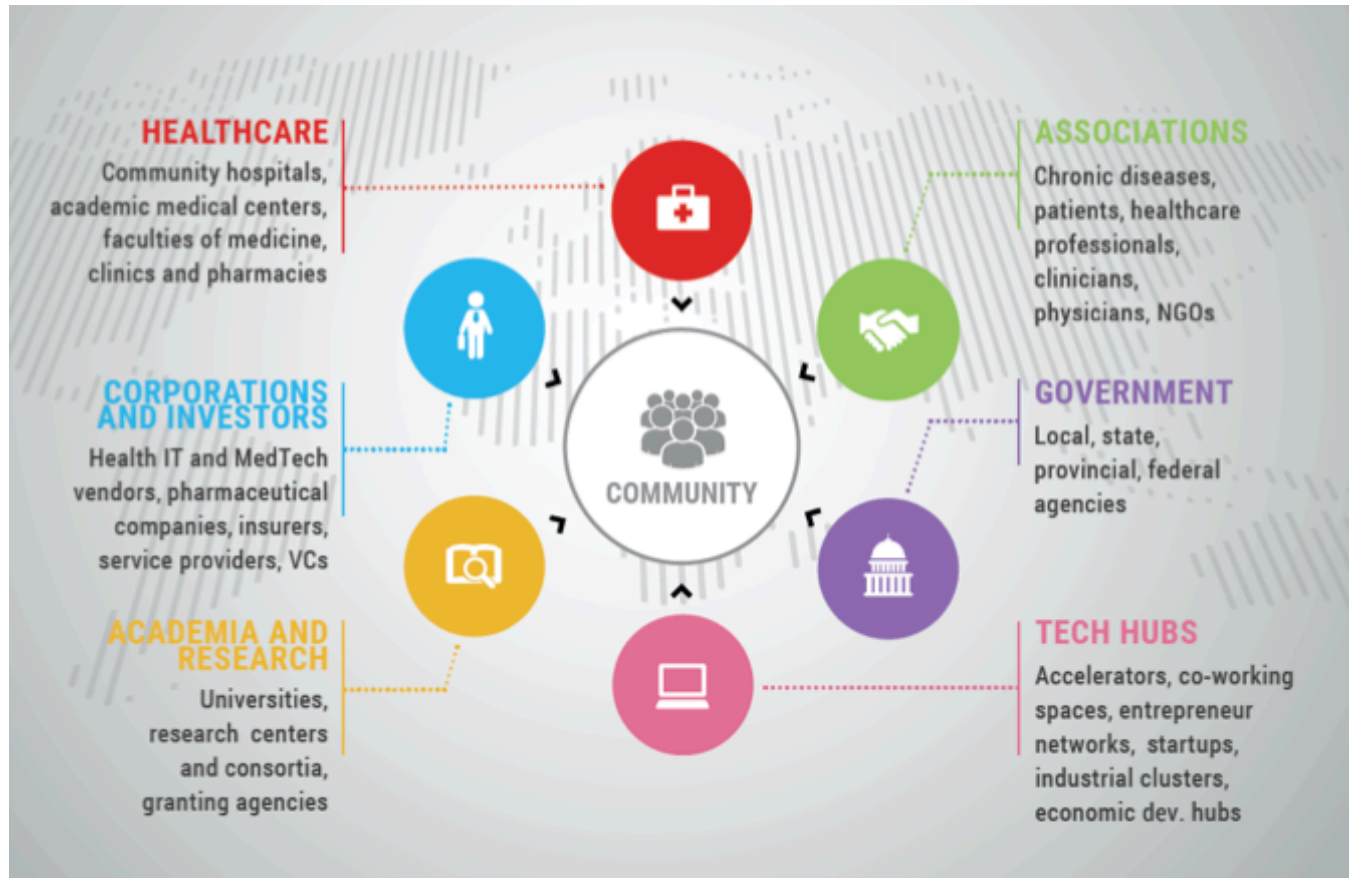 HEALTHCARE
Community hospitals,
academic medical centers,
faculties of medicine,
clinics and pharmacies
CORPORATIONS
AND INVESTORS
Health IT and MedTech
vendors, pharmaceutical
companies, insurers,
service providers, VCs
ACADEMIA AND
RESEARCH
Universities,
research centers
and consortia,
granting agencies
COMMUNITY
ASSOCIATIONS
Chronic diseases,
patients, healthcare
professionals,
clinicians,
physicians, NGOs
GOVERNMENT
Local, state,
provincial, federal
agencies
TECH HUBS
Accelerators, co-working
spaces, entrepreneur
networks, startups,
industrial clusters,
economic dev. hubs